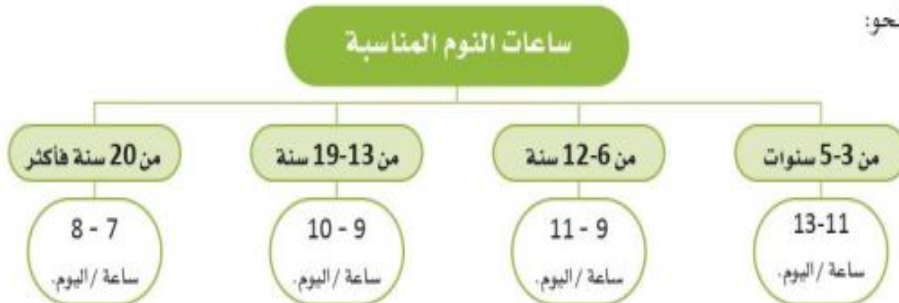 حو:
ساعات النوم المناسبة
من 3-5 سنوات
من 6-12 سنة
من 13-19 سنة
من 20 سنة فأكثر
11-13
ساعة / اليوم.
9 - 11
ساعة / اليوم.
9 - 10
ساعة / اليوم.
7 - 8
ساعة / اليوم.